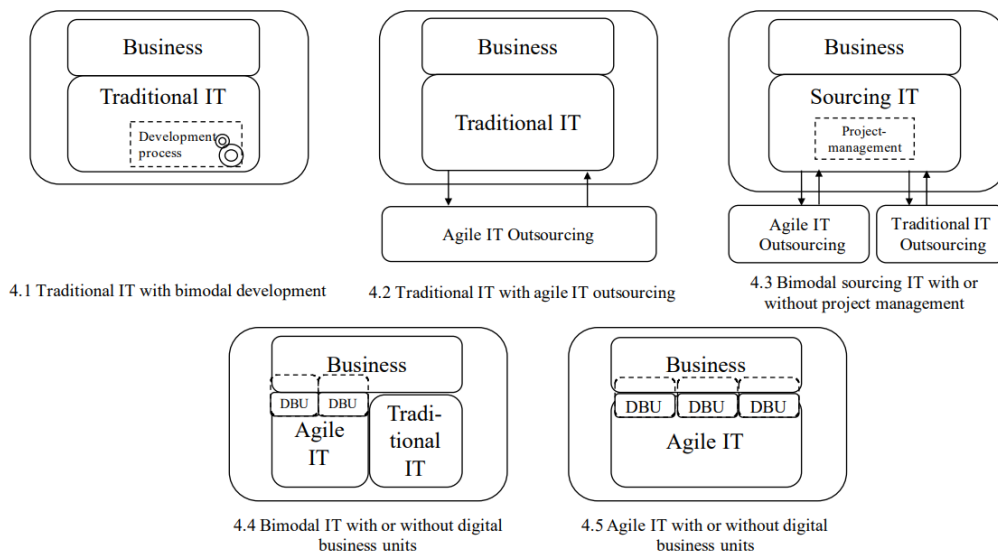 Business
Traditional IT
Development
process
4.1 Traditional IT with bimodal development
Business
Traditional IT
Agile IT Outsourcing
4.2 Traditional IT with agile IT outsourcing
Business
Sourcing IT
Project-
management
Agile IT
Outsourcing
Traditional IT
Outsourcing
4.3 Bimodal sourcing IT with or
without project management
Business
DBU
DBU
Agile
IT
Tradi-
tional
IT
4.4 Bimodal IT with or without digital
business units
Business
DBU
DBU
DBU
Agile IT
4.5 Agile IT with or without digital
business units